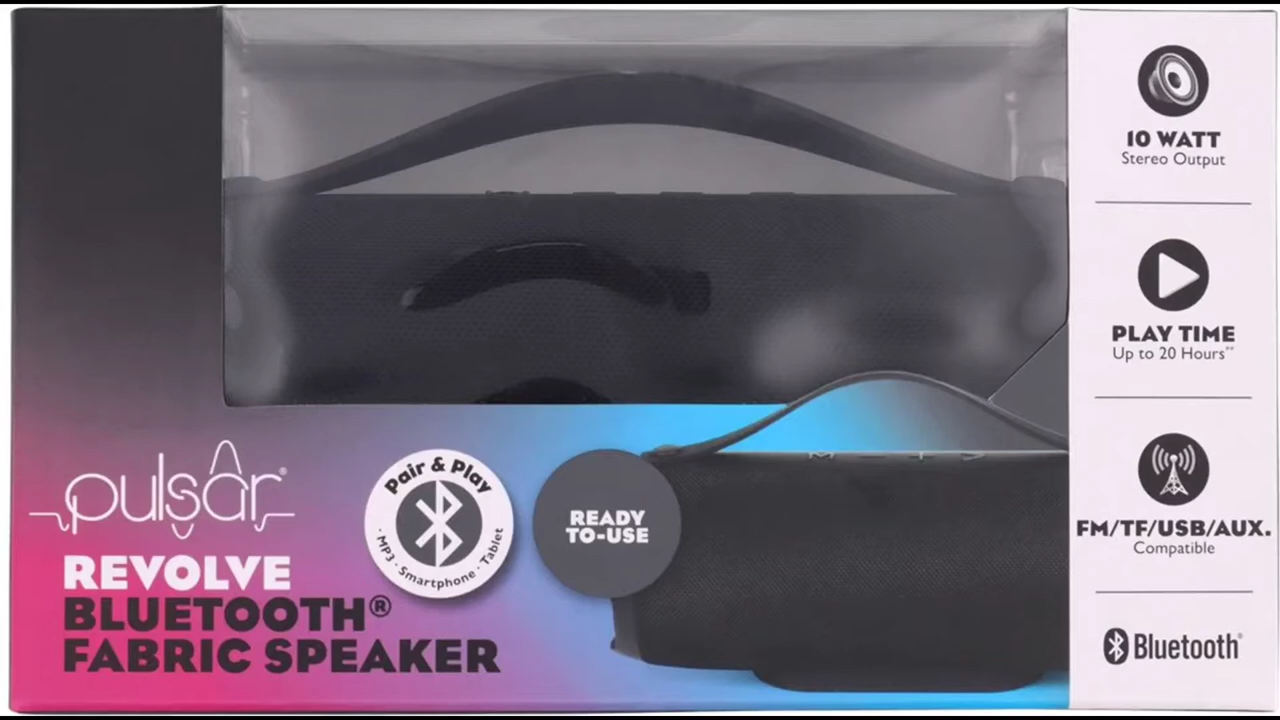 pulsar®
REVOLVE
BLUETOOTH®
FABRIC SPEAKER
Pair & Play
· MP3 · Smartphone · Tablet
READY
TO-USE
M – + 
10 WATT
Stereo Output
PLAY TIME
Up to 20 Hours**
FM/TF/USB/AUX.
Compatible
Bluetooth®